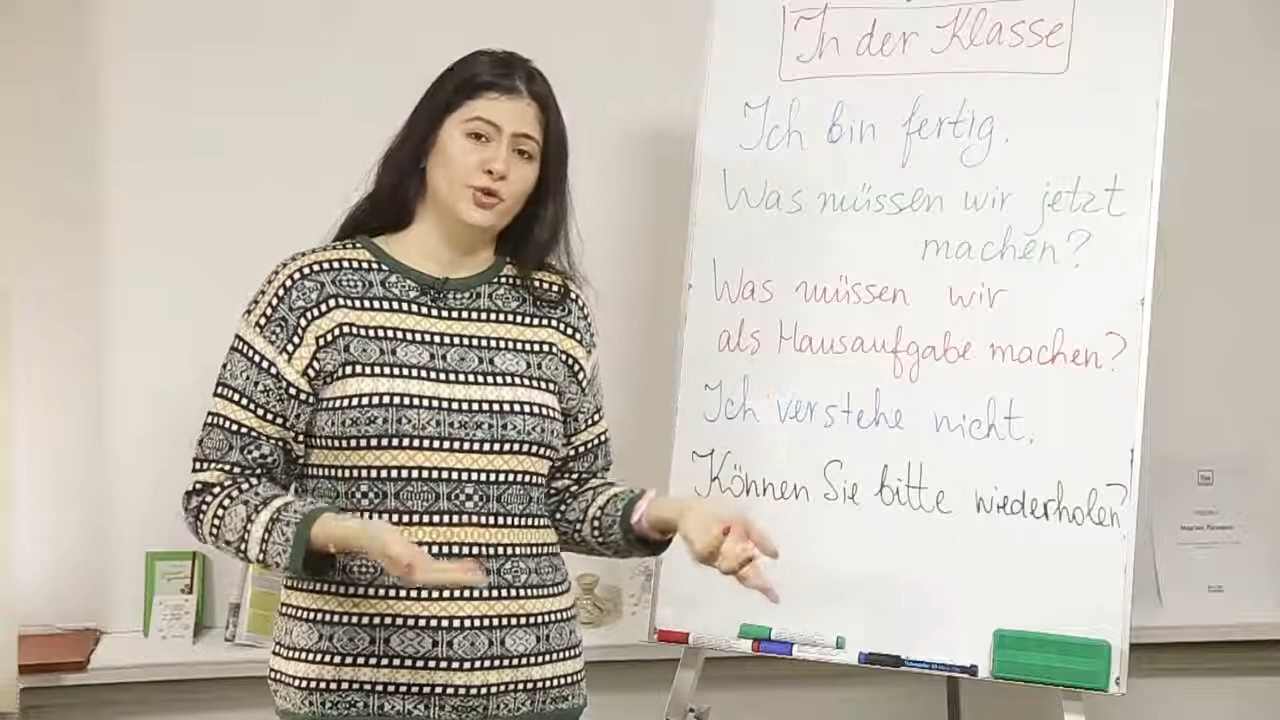 In der Klasse
Ich bin fertig.
Was müssen wir jetzt
machen?
Was müssen wir
als Hausaufgabe machen?
Ich verstehe nicht.
Können Sie bitte wiederholen?